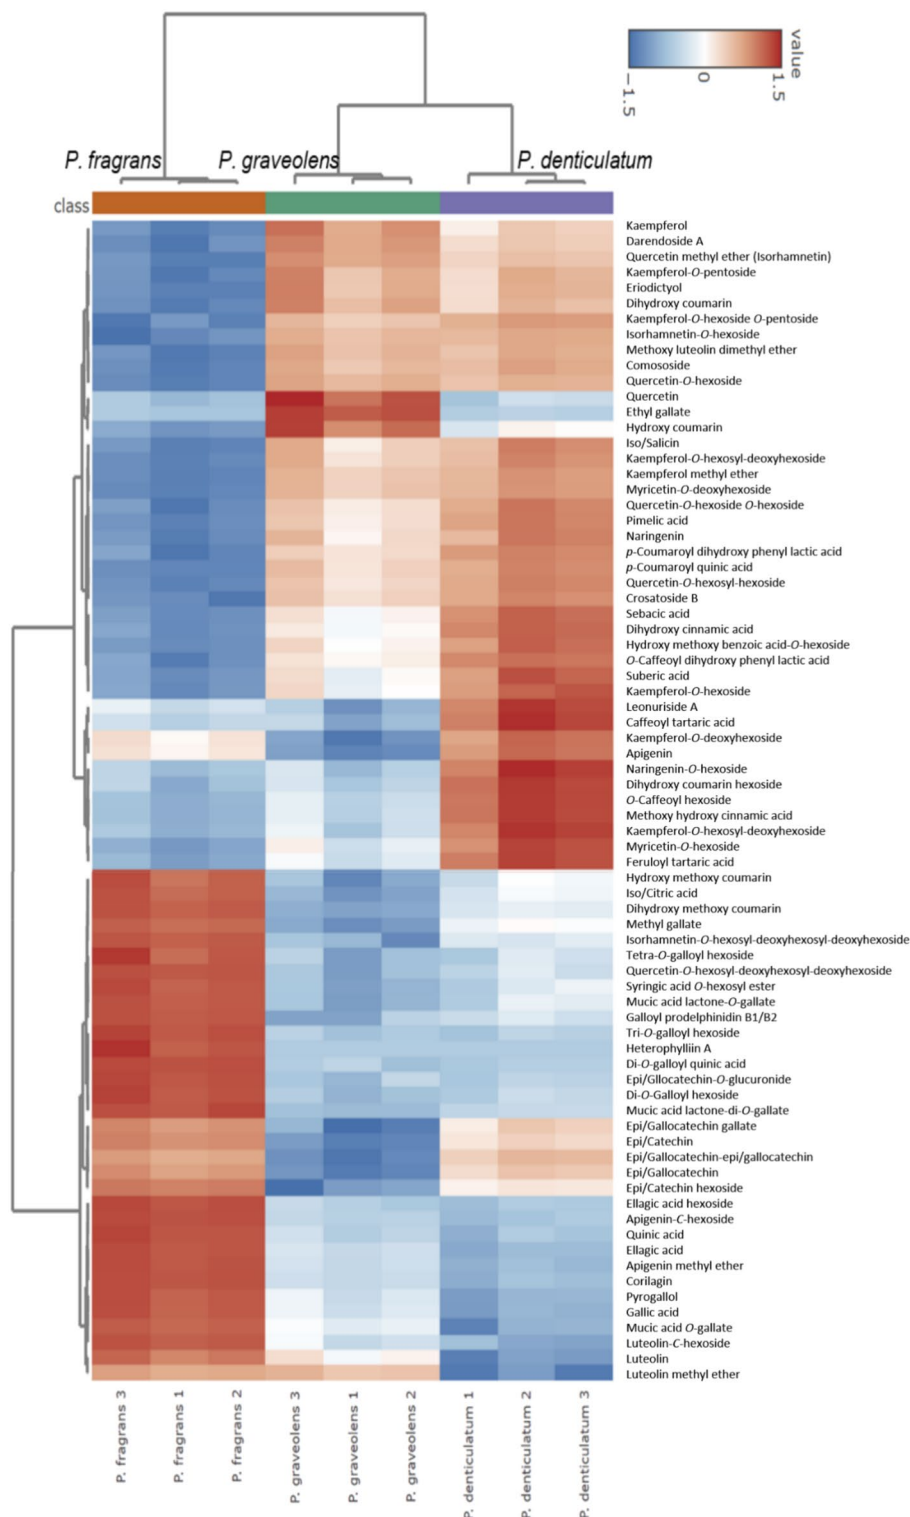 value
-1.5
0
1.5
P. fragrans
P. graveolens
P. denticulatum
class
Kaempferol
Darendoside A
Quercetin methyl ether (Isorhamnetin)
Kaempferol-O-pentoside
Eriodictyol
Dihydroxy coumarin
Kaempferol-O-hexoside O-pentoside
Isorhamnetin-O-hexoside
Methoxy luteolin dimethyl ether
Comososide
Quercetin-O-hexoside
Quercetin
Ethyl gallate
Hydroxy coumarin
Iso/Salicin
Kaempferol-O-hexosyl-deoxyhexoside
Kaempferol methyl ether
Myricetin-O-deoxyhexoside
Quercetin-O-hexoside O-hexoside
Pimelic acid
Naringenin
p-Coumaroyl dihydroxy phenyl lactic acid
p-Coumaroyl quinic acid
Quercetin-O-hexosyl-hexoside
Crosatoside B
Sebacic acid
Dihydroxy cinnamic acid
Hydroxy methoxy benzoic acid-O-hexoside
O-Caffeoyl dihydroxy phenyl lactic acid
Suberic acid
Kaempferol-O-hexoside
Leonuriside A
Caffeoyl tartaric acid
Kaempferol-O-deoxyhexoside
Apigenin
Naringenin-O-hexoside
Dihydroxy coumarin hexoside
O-Caffeoyl hexoside
Methoxy hydroxy cinnamic acid
Kaempferol-O-hexosyl-deoxyhexoside
Myricetin-O-hexoside
Feruloyl tartaric acid
Hydroxy methoxy coumarin
Iso/Citric acid
Dihydroxy methoxy coumarin
Methyl gallate
Isorhamnetin-O-hexosyl-deoxyhexosyl-deoxyhexoside
Tetra-O-galloyl hexoside
Quercetin-O-hexosyl-deoxyhexosyl-deoxyhexoside
Syringic acid O-hexosyl ester
Mucic acid lactone-O-gallate
Galloyl prodelphinidin B1/B2
Tri-O-galloyl hexoside
Heterophylliin A
Di-O-galloyl quinic acid
Epi/Gllocatechin-O-glucuronide
Di-O-Galloyl hexoside
Mucic acid lactone-di-O-gallate
Epi/Gallocatechin gallate
Epi/Catechin
Epi/Gallocatechin-epi/gallocatechin
Epi/Gallocatechin
Epi/Catechin hexoside
Ellagic acid hexoside
Apigenin-C-hexoside
Quinic acid
Ellagic acid
Apigenin methyl ether
Corilagin
Pyrogallol
Gallic acid
Mucic acid O-gallate
Luteolin-C-hexoside
Luteolin
Luteolin methyl ether
P. fragrans 3
P. fragrans 1
P. fragrans 2
P. graveolens 3
P. graveolens 1
P. graveolens 2
P. denticulatum 1
P. denticulatum 2
P. denticulatum 3